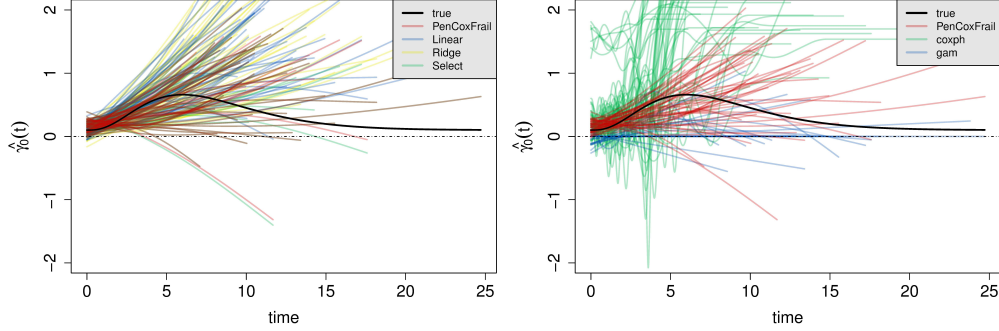 2
1
0
−1
−2
γ̂0(t)
true
PenCoxFrail
Linear
Ridge
Select
0 5 10 15 20 25
time
2
1
0
−1
−2
γ̂0(t)
true
PenCoxFrail
coxph
gam
0 5 10 15 20 25
time